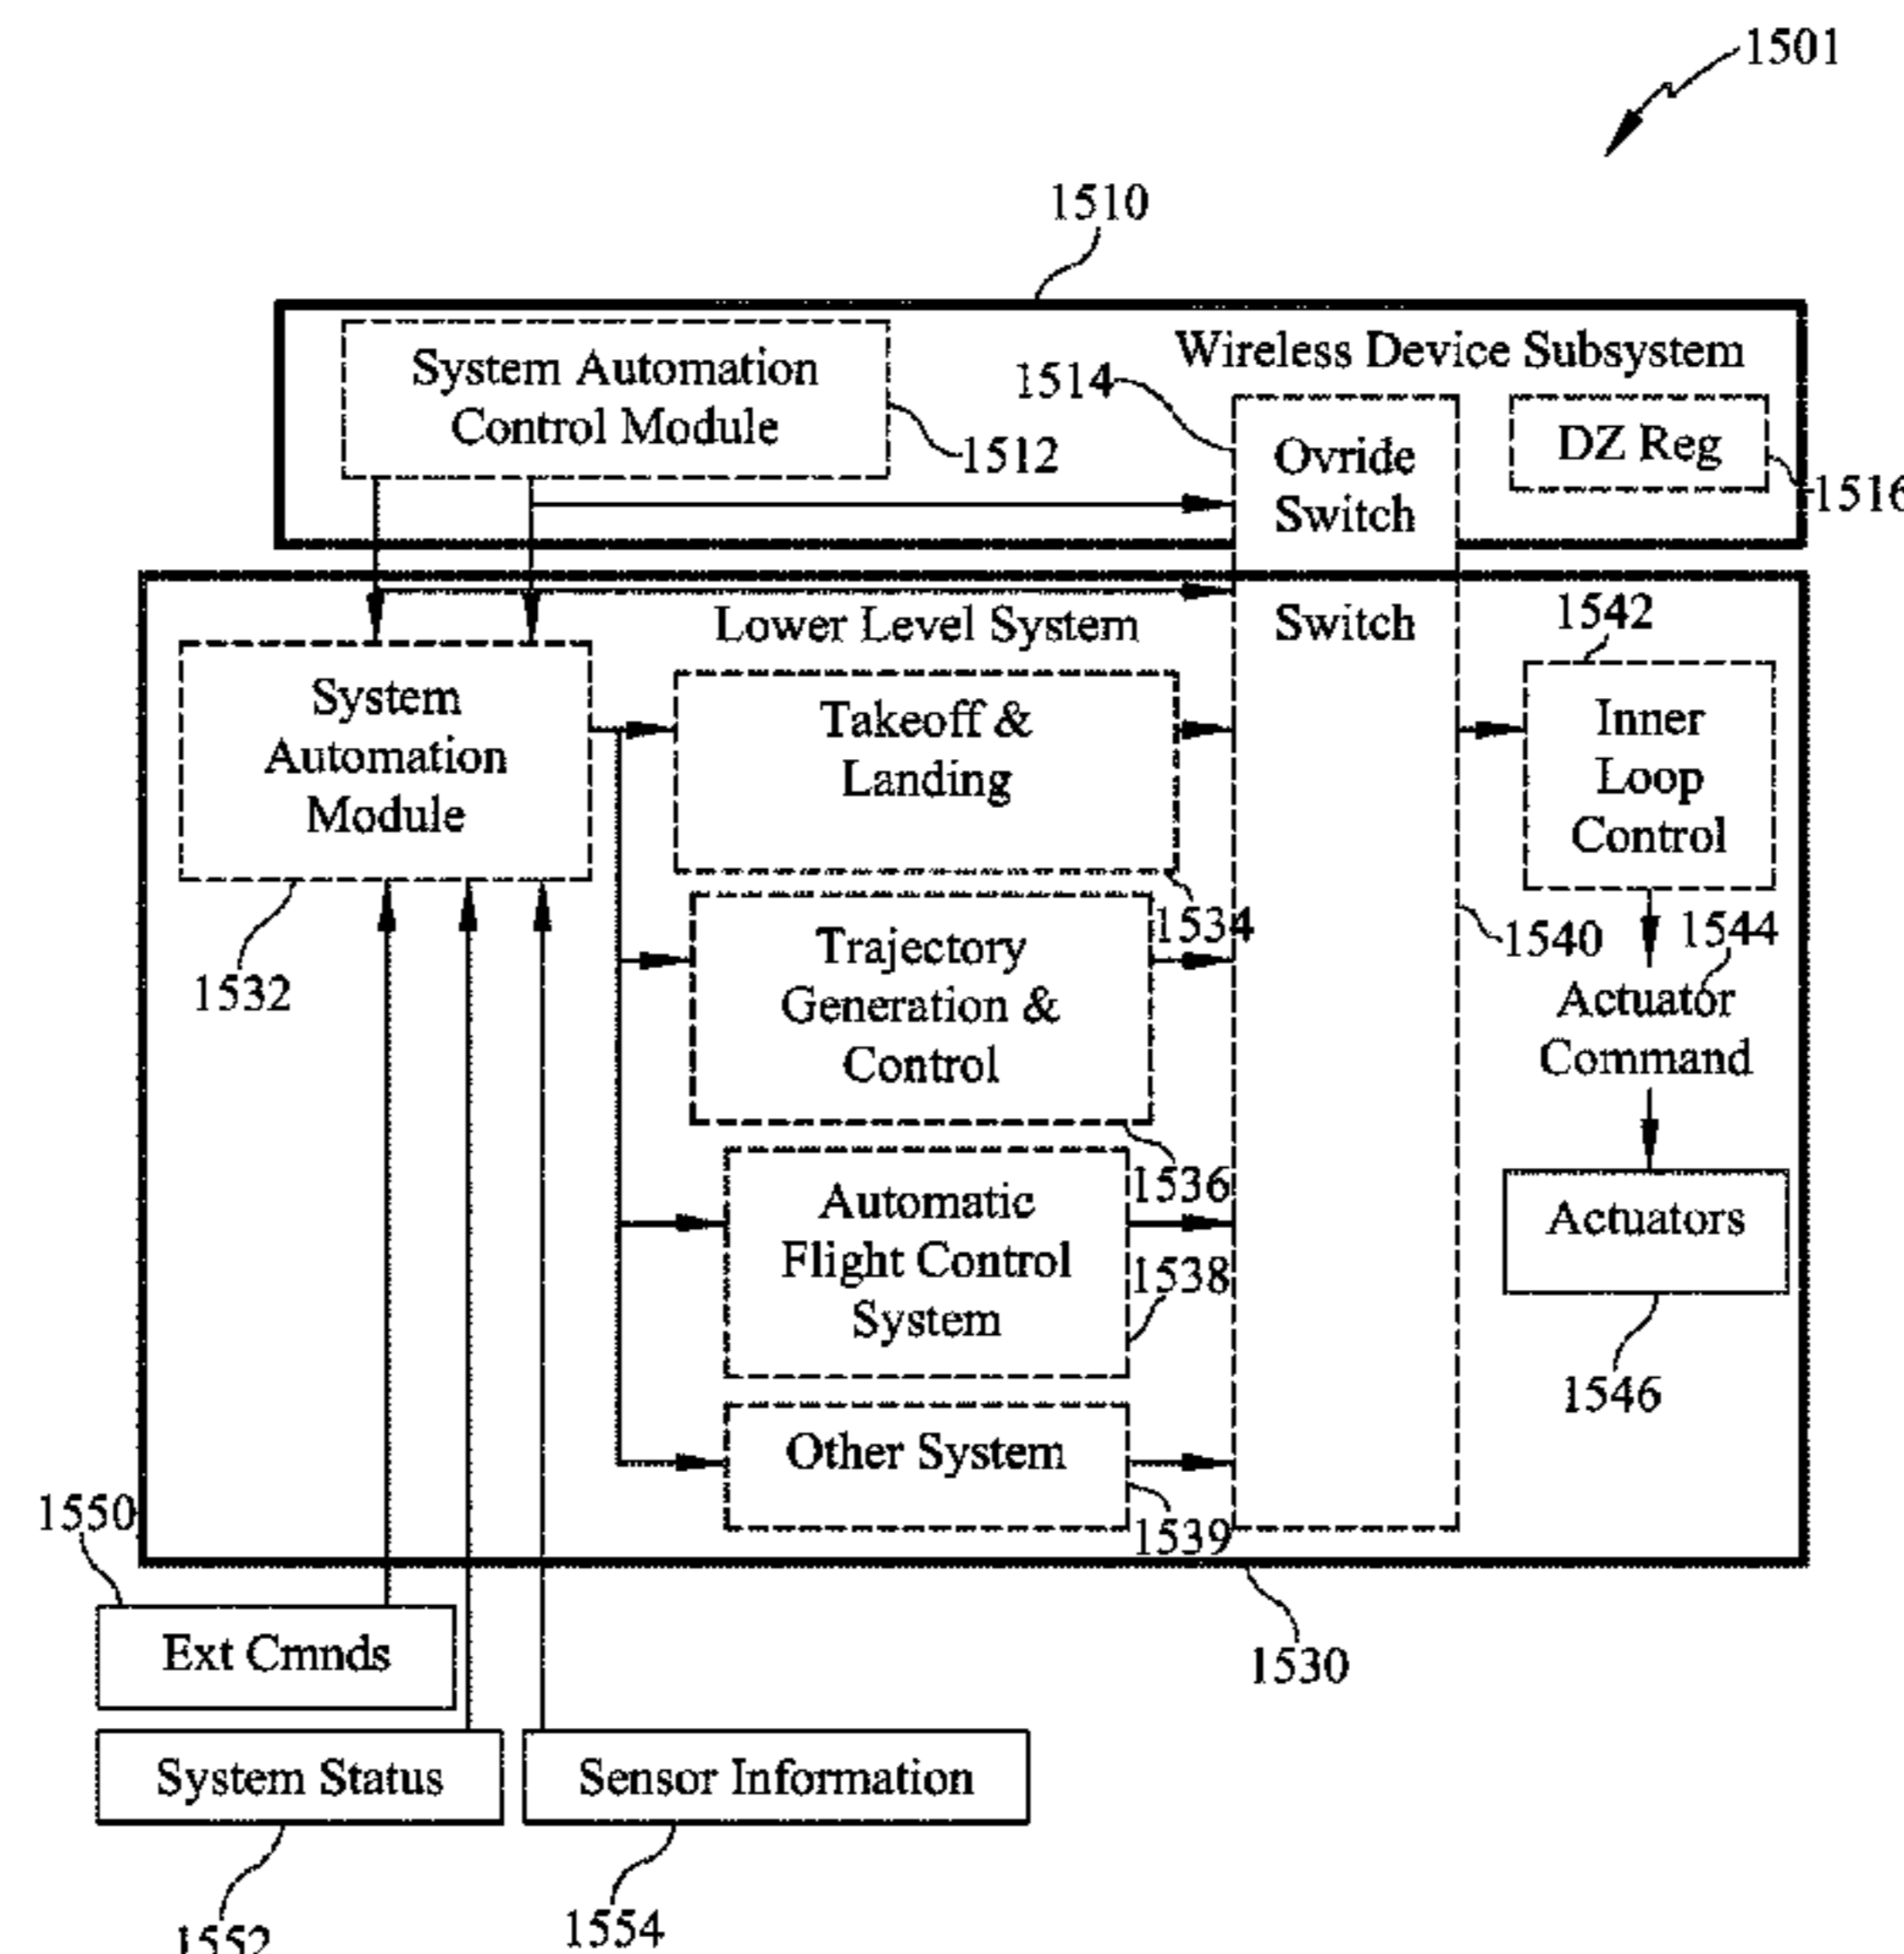 1501
1510
System Automation
Control Module
1512
Wireless Device Subsystem
1514
Ovride
Switch
DZ Reg
1516
Lower Level System
Switch
1542
System
Automation
Module
1532
Takeoff &
Landing
1534
Inner
Loop
Control
1540
1544
Trajectory
Generation &
Control
1536
Actuator
Command
Automatic
Flight Control
System
1538
Actuators
1546
Other System
1539
1550
Ext Cmnds
1530
System Status
Sensor Information
1552
1554